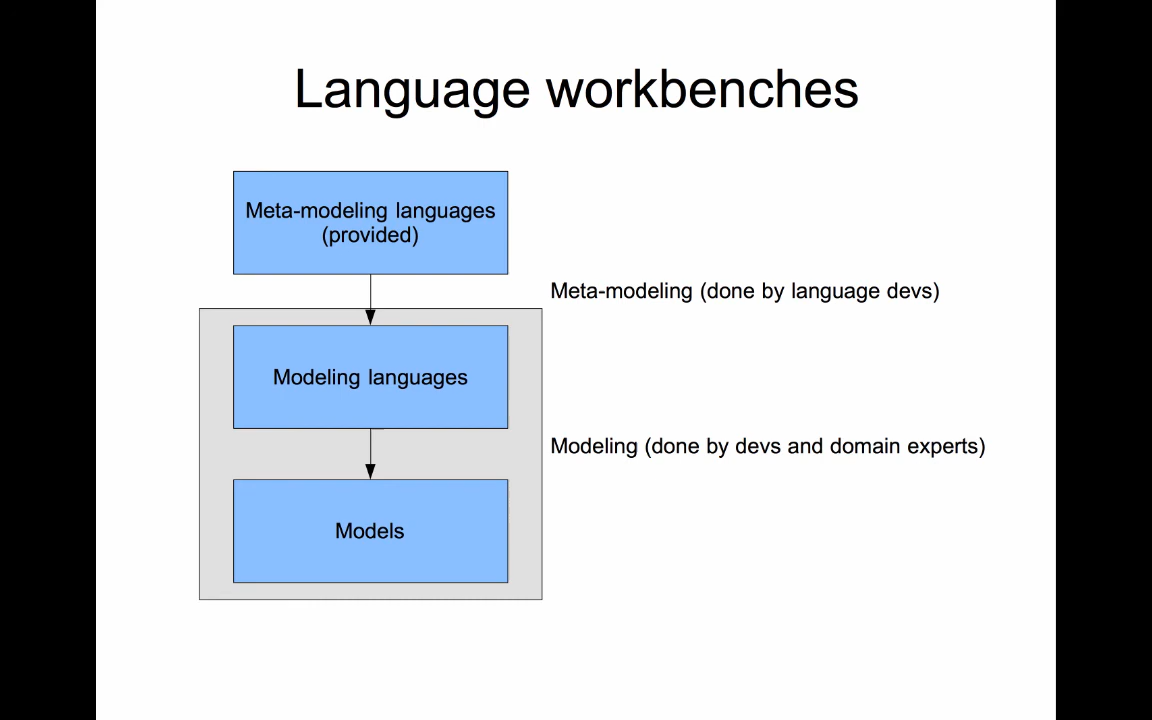 Language workbenches
Meta-modeling languages
(provided)
Meta-modeling (done by language devs)
Modeling languages
Modeling (done by devs and domain experts)
Models